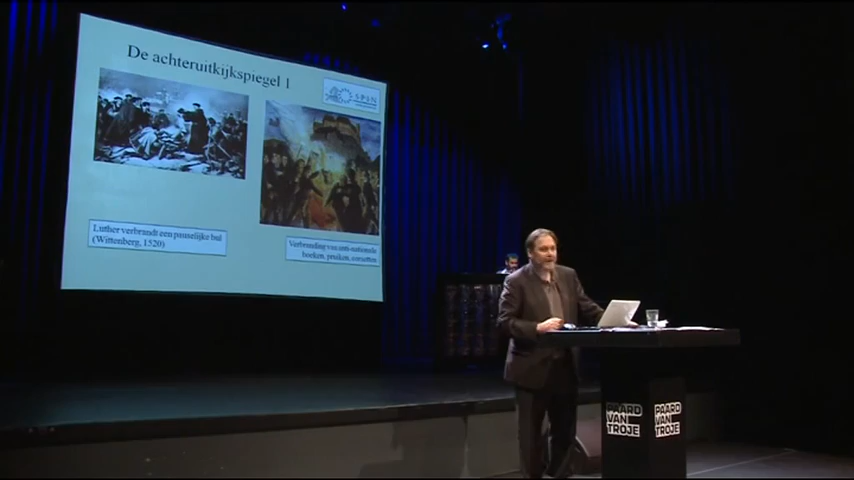 De achteruitkijkspiegel 1
SPIN
Luther verbrandt een pauselijke bul
(Wittenberg, 1520)
Verbranding van anti-nationale
boeken, pruiken, corsetten
PAARD
VAN
TROJE
PAARD
VAN
TROJE